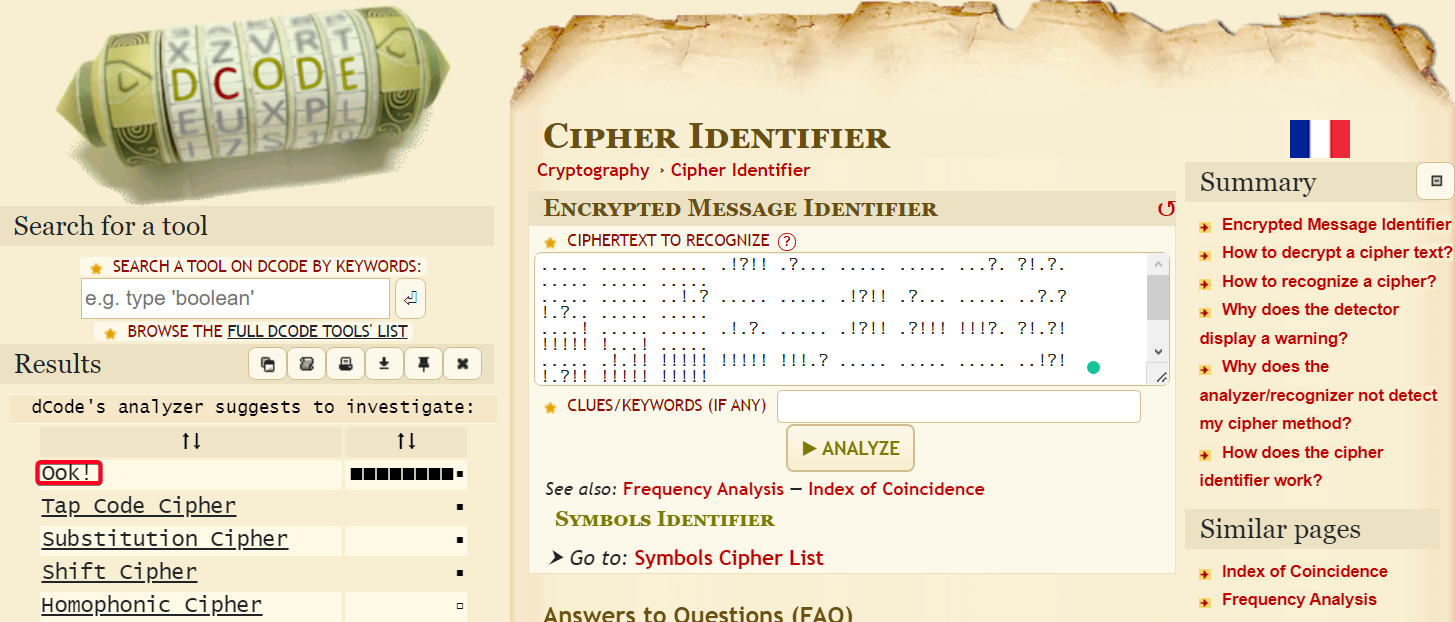 X Z V R T
D C O D E
E U X P L
Search for a tool
SEARCH A TOOL ON DCODE BY KEYWORDS:
e.g. type 'boolean'
BROWSE THE FULL DCODE TOOLS' LIST
Results
dCode's analyzer suggests to investigate:
↑↓ ↑↓
Ook!
Tap Code Cipher
Substitution Cipher
Shift Cipher
Homophonic Cipher
CIPHER IDENTIFIER
Cryptography › Cipher Identifier
ENCRYPTED MESSAGE IDENTIFIER
CIPHERTEXT TO RECOGNIZE ?
..... ..... ..... .!?!! .?... ..... ..... ...?. ?!.?.
..... ..... .....
..... ..... ..!.? ..... ..... .!?!! .?... ..... ..?.?
!.?.. ..... .....
....! ..... ..... .!.?. ..... .!?!! .?!!! !!!?. ?!.?!
!!!!! !...! .....
..... .!.!! !!!!! !!!!! !!!.? ..... ..... ..... ..!?!
!.?!! !!!!! !!!!!
CLUES/KEYWORDS (IF ANY)
► ANALYZE
See also: Frequency Analysis — Index of Coincidence
SYMBOLS IDENTIFIER
➤ Go to: Symbols Cipher List
Answers to Questions (FAQ)
Summary
Encrypted Message Identifier
How to decrypt a cipher text?
How to recognize a cipher?
Why does the detector
display a warning?
Why does the
analyzer/recognizer not detect
my cipher method?
How does the cipher
identifier work?
Similar pages
Index of Coincidence
Frequency Analysis